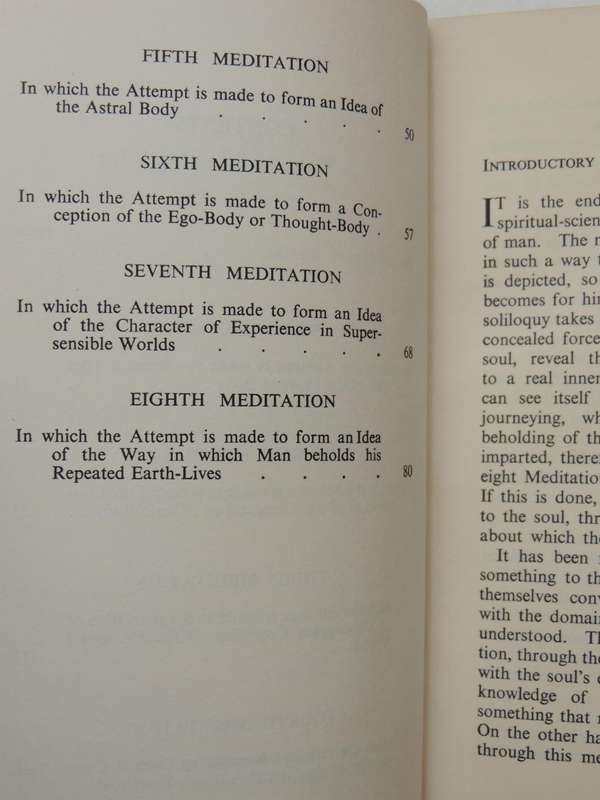 FIFTH MEDITATION
In which the Attempt is made to form an Idea of
the Astral Body . . . . . 50
SIXTH MEDITATION
In which the Attempt is made to form a Con-
ception of the Ego-Body or Thought-Body . 57
SEVENTH MEDITATION
In which the Attempt is made to form an Idea
of the Character of Experience in Super-
sensible Worlds . . . . . 68
EIGHTH MEDITATION
In which the Attempt is made to form an Idea
of the Way in which Man beholds his
Repeated Earth-Lives . . . . 80
INTRODUCTORY
IT is the end
spiritual-scien
of man. The
in such a way
is depicted, so
becomes for hi
soliloquy takes
concealed force
soul, reveal th
to a real inner
can see itself
journeying, wh
beholding of th
imparted, there
eight Meditation
If this is done,
to the soul, thr
about which the
It has been
something to th
themselves conv
with the domain
understood. Th
tion, through the
with the soul's
knowledge of
something that
On the other ha
through this me